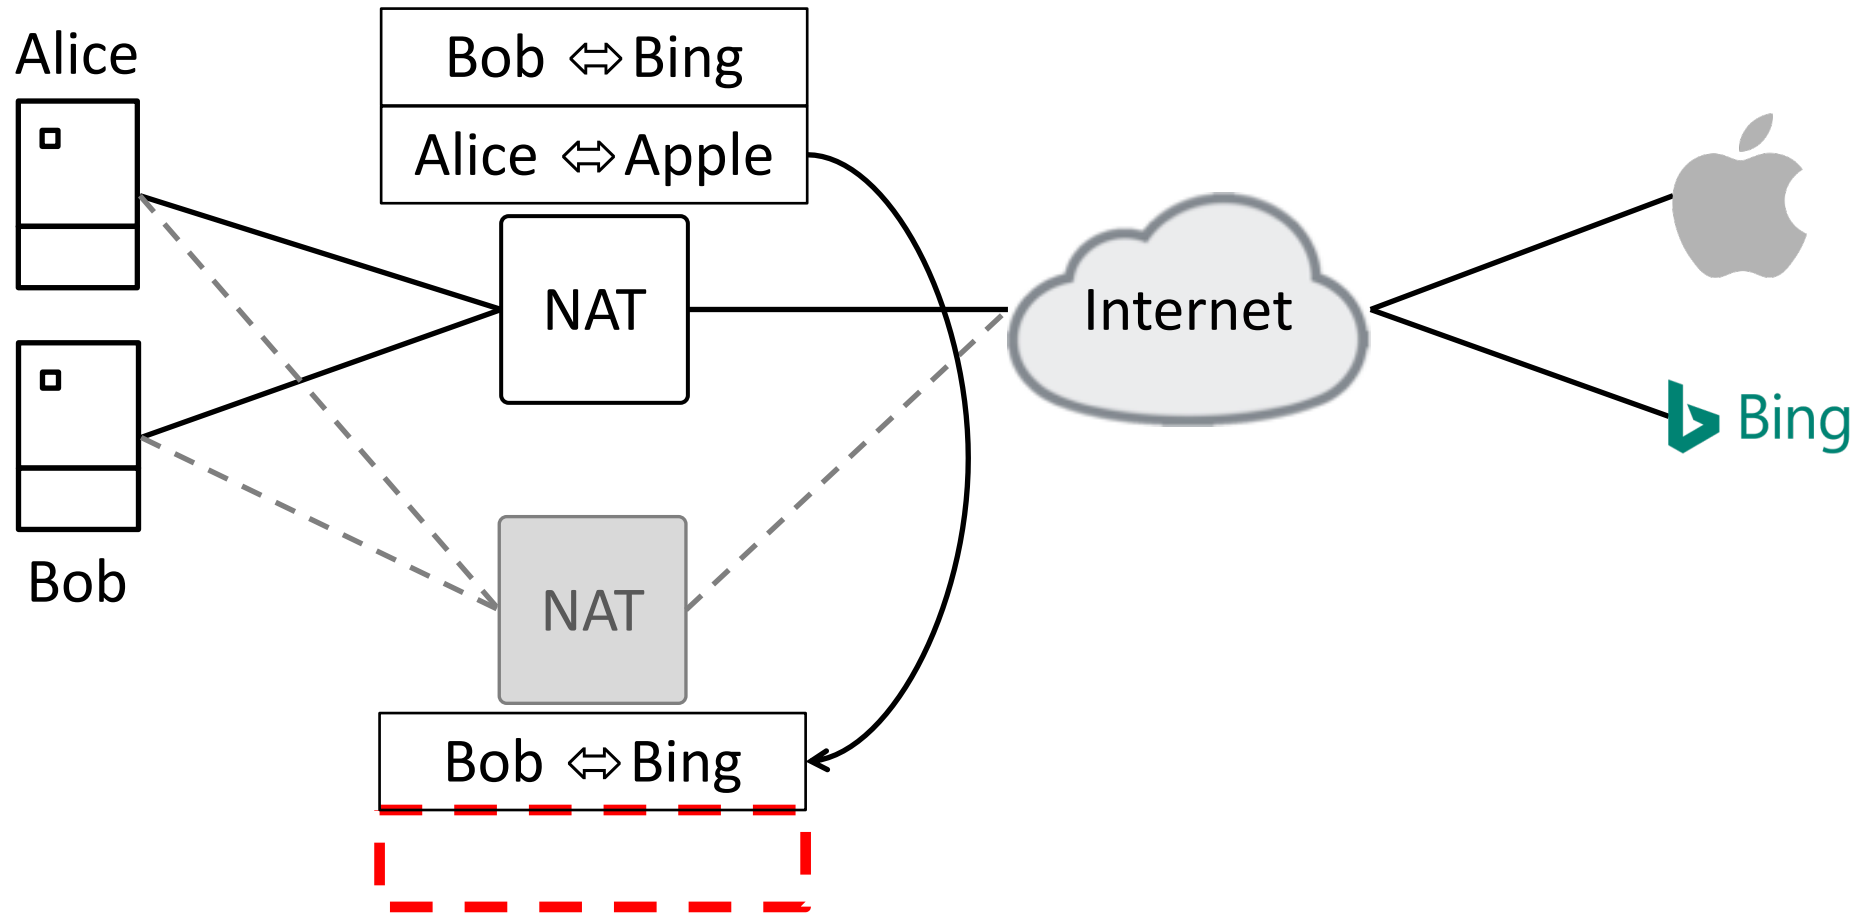 Alice
Bob ⇔ Bing
Alice ⇔ Apple
NAT
Internet
Bing
Bob
NAT
Bob ⇔ Bing